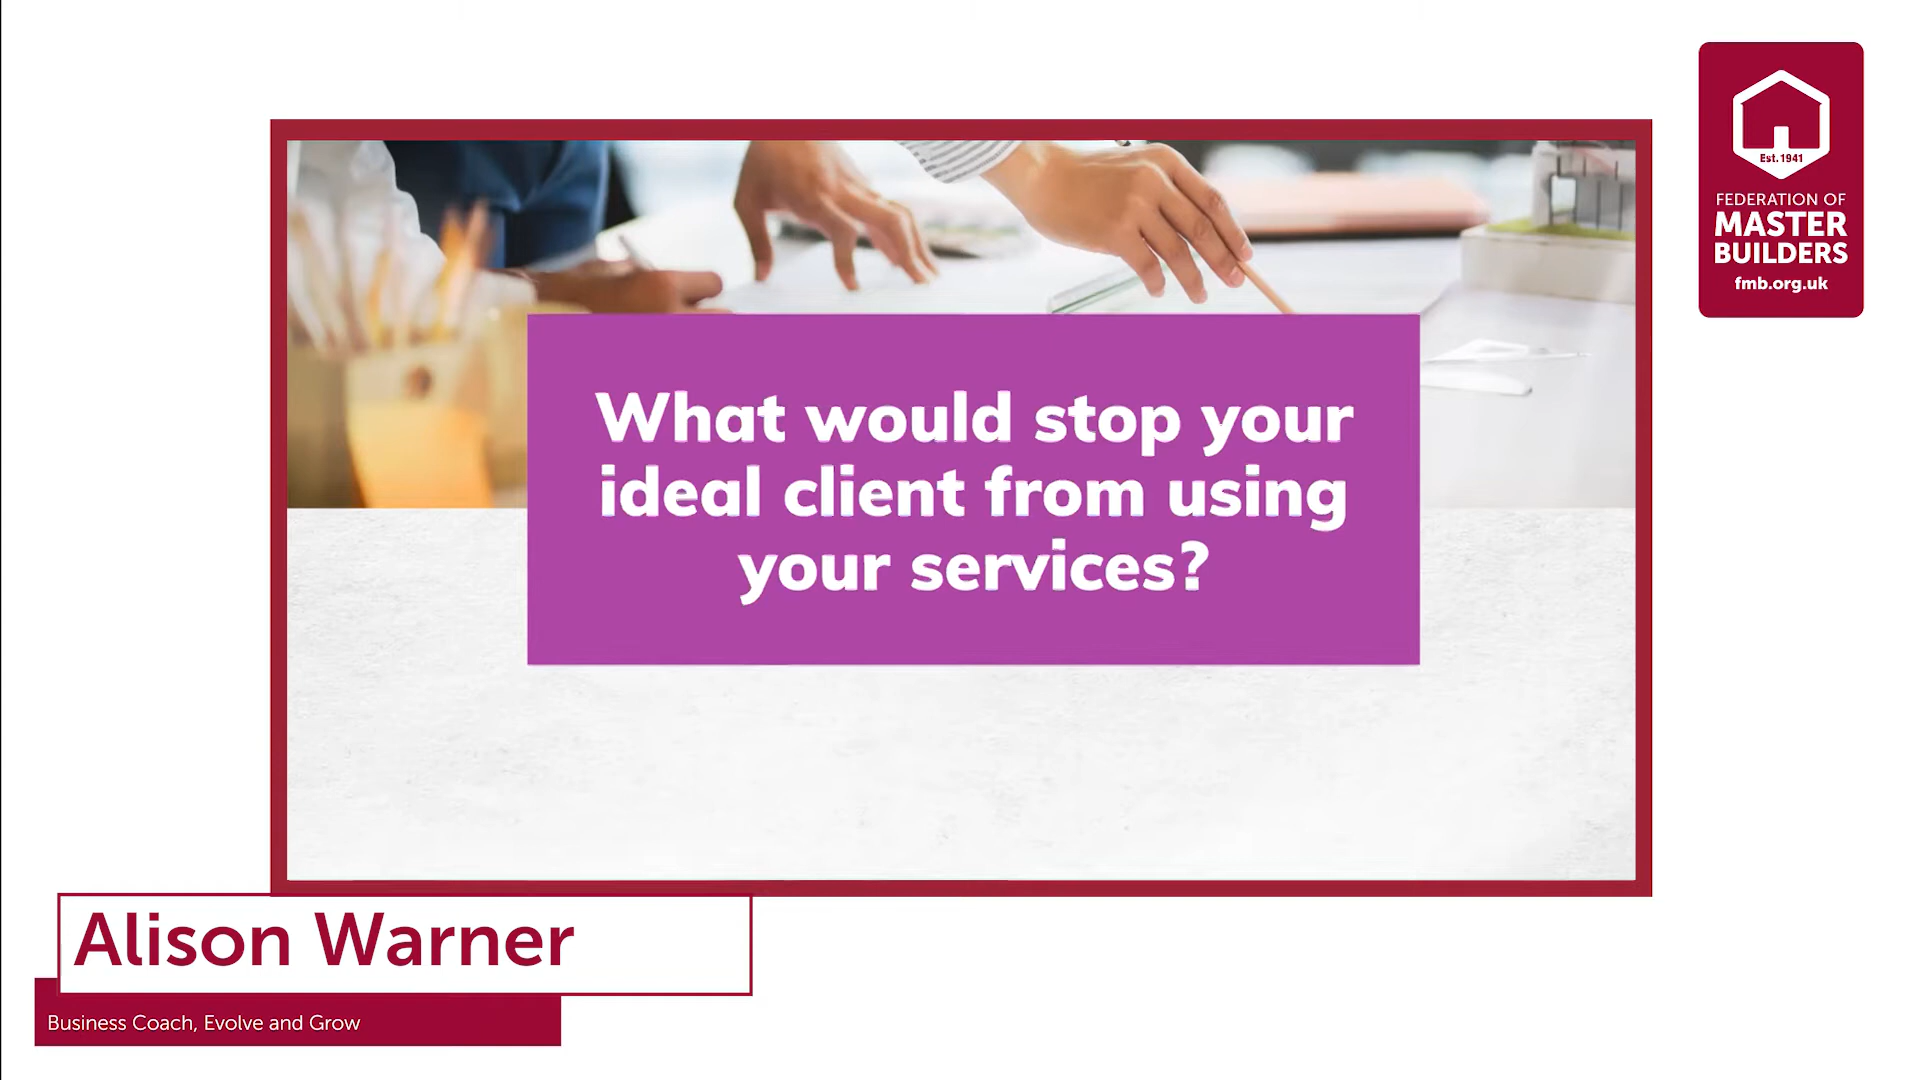 Est. 1941
FEDERATION OF
MASTER
BUILDERS
fmb.org.uk
What would stop your
ideal client from using
your services?
Alison Warner
Business Coach, Evolve and Grow